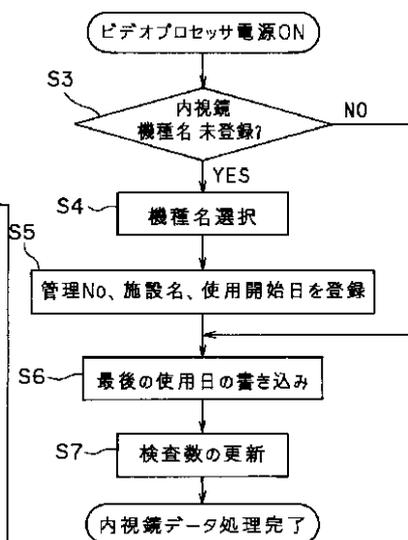 ビデオプロセッサ電源ON
S3
内視鏡
機種名 未登録?
NO
YES
S4
機種名選択
S5
管理No、施設名、使用開始日を登録
S6
最後の使用日の書き込み
S7
検査数の更新
内視鏡データ処理完了